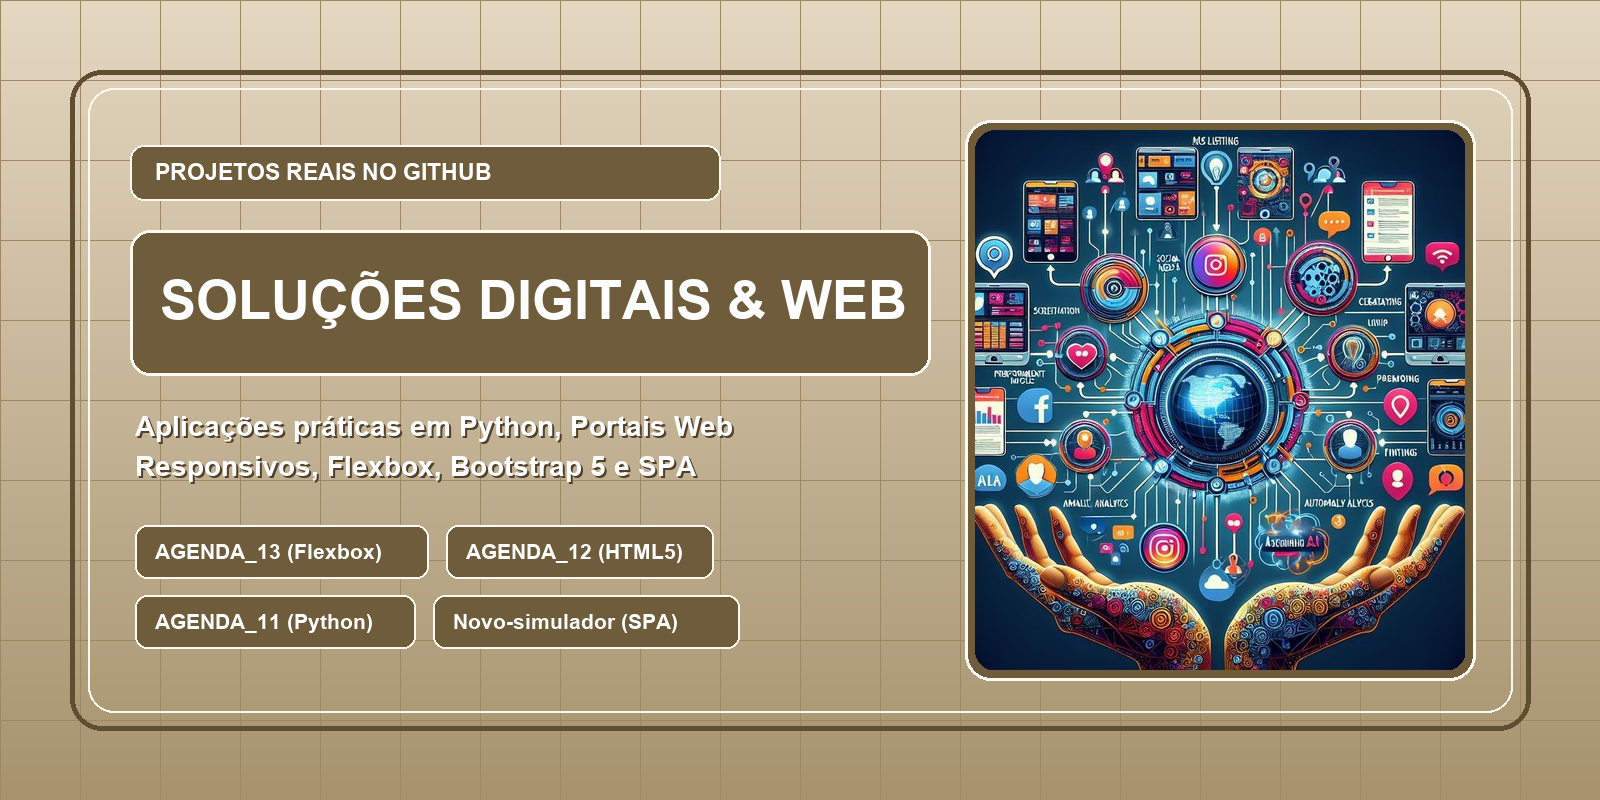 PROJETOS REAIS NO GITHUB
SOLUÇÕES DIGITAIS & WEB
Aplicações práticas em Python, Portais Web
Responsivos, Flexbox, Bootstrap 5 e SPA
AGENDA_13 (Flexbox)
AGENDA_12 (HTML5)
AGENDA_11 (Python)
Novo-simulador (SPA)
ALA